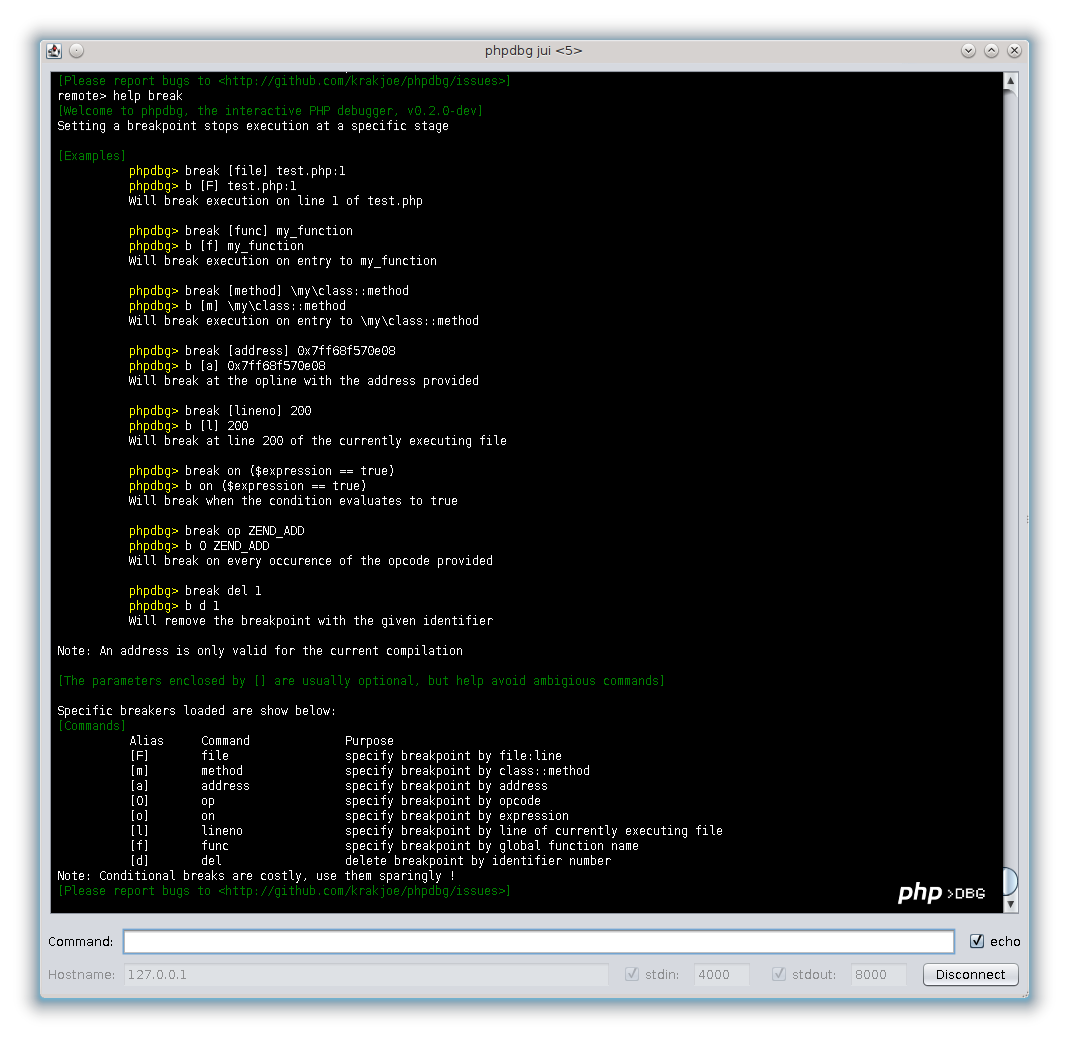 phpdbg jui <5>
[Please report bugs to <http://github.com/krakjoe/phpdbg/issues>]
remote> help break
[Welcome to phpdbg, the interactive PHP debugger, v0.2.0-dev]
Setting a breakpoint stops execution at a specific stage
[Examples]
phpdbg> break [file] test.php:1
phpdbg> b [F] test.php:1
Will break execution on line 1 of test.php
phpdbg> break [func] my_function
phpdbg> b [f] my_function
Will break execution on entry to my_function
phpdbg> break [method] \my\class::method
phpdbg> b [m] \my\class::method
Will break execution on entry to \my\class::method
phpdbg> break [address] 0x7ff68f570e08
phpdbg> b [a] 0x7ff68f570e08
Will break at the opline with the address provided
phpdbg> break [lineno] 200
phpdbg> b [l] 200
Will break at line 200 of the currently executing file
phpdbg> break on ($expression == true)
phpdbg> b on ($expression == true)
Will break when the condition evaluates to true
phpdbg> break op ZEND_ADD
phpdbg> b O ZEND_ADD
Will break on every occurence of the opcode provided
phpdbg> break del 1
phpdbg> b d 1
Will remove the breakpoint with the given identifier
Note: An address is only valid for the current compilation
[The parameters enclosed by [] are usually optional, but help avoid ambigious commands]
Specific breakers loaded are show below:
[Commands]
Alias Command Purpose
[F] file specify breakpoint by file:line
[m] method specify breakpoint by class::method
[a] address specify breakpoint by address
[O] op specify breakpoint by opcode
[o] on specify breakpoint by expression
[l] lineno specify breakpoint by line of currently executing file
[f] func specify breakpoint by global function name
[d] del delete breakpoint by identifier number
Note: Conditional breaks are costly, use them sparingly !
[Please report bugs to <http://github.com/krakjoe/phpdbg/issues>]
php >DBG
Command: echo
Hostname: 127.0.0.1 stdin: 4000 stdout: 8000 Disconnect